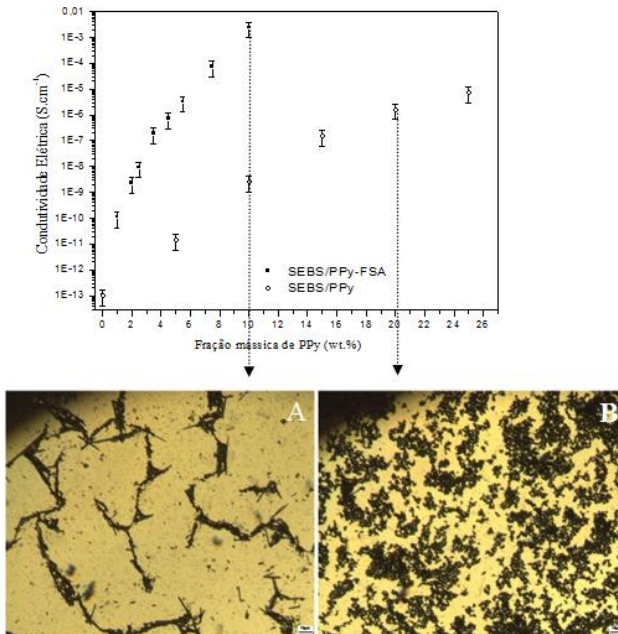 0,01
1E-3
1E-4
1E-5
1E-6
1E-7
1E-8
1E-9
1E-10
1E-11
1E-12
1E-13
Condutividade Elétrica (S.cm⁻¹)
SEBS/PPy-FSA
SEBS/PPy
0 2 4 6 8 10 12 14 16 18 20 22 24 26
Fração mássica de PPy (wt.%)
A
B